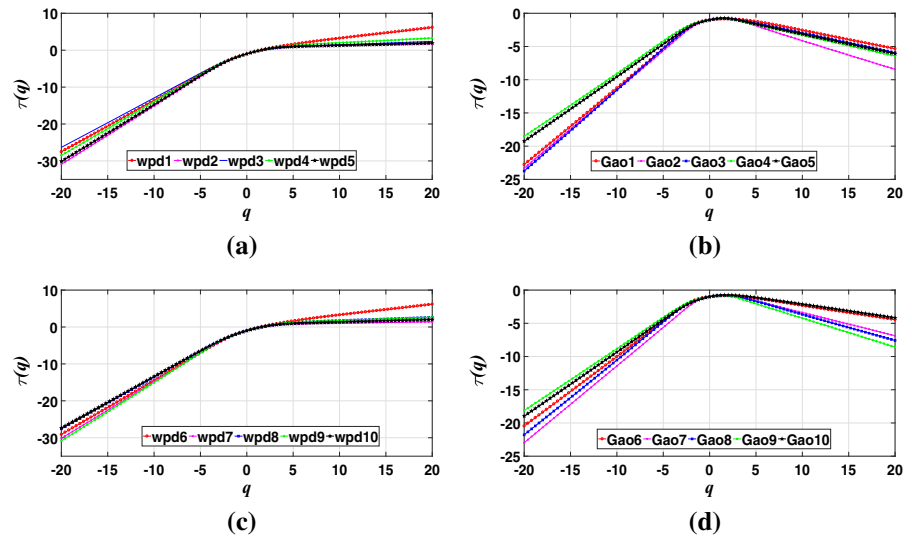 10
0
-10
-20
-30
τ(q)
wpd1 wpd2 wpd3 wpd4 wpd5
-20 -15 -10 -5 0 5 10 15 20
q
(a)
0
-5
-10
-15
-20
-25
τ(q)
Gao1 Gao2 Gao3 Gao4 Gao5
-20 -15 -10 -5 0 5 10 15 20
q
(b)
10
0
-10
-20
-30
τ(q)
wpd6 wpd7 wpd8 wpd9 wpd10
-20 -15 -10 -5 0 5 10 15 20
q
(c)
0
-5
-10
-15
-20
-25
τ(q)
Gao6 Gao7 Gao8 Gao9 Gao10
-20 -15 -10 -5 0 5 10 15 20
q
(d)